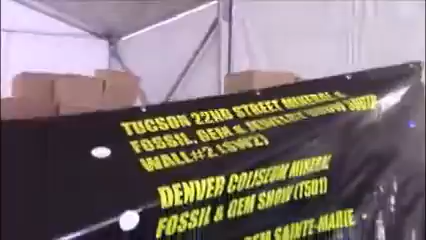 TUCSON 22ND STREET MINERAL &
FOSSIL, GEM & JEWELRY SHOW SOUTH
WALL#2 (SW2)
DENVER COLISEUM MINERAL
FOSSIL & GEM SHOW (T501)
SAINTE-MARIE